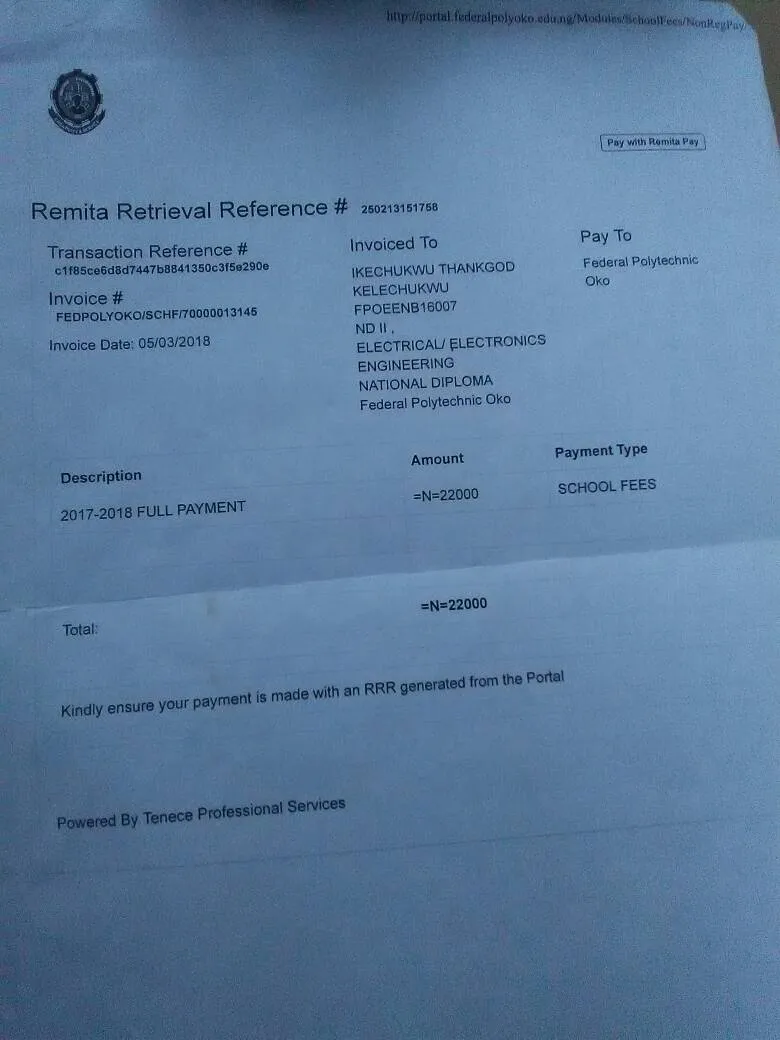 http://portal.federalpolyoko.edu.ng/Modules/SchoolFees/NonRegPay/
Pay with Remita Pay
Remita Retrieval Reference # 250213151758
Transaction Reference #
c1f85ce6d8d7447b8841350c3f5e290e
Invoice #
FEDPOLYOKO/SCHF/70000013145
Invoice Date: 05/03/2018
Invoiced To
IKECHUKWU THANKGOD
KELECHUKWU
FPOEENB16007
ND II ,
ELECTRICAL/ ELECTRONICS
ENGINEERING
NATIONAL DIPLOMA
Federal Polytechnic Oko
Pay To
Federal Polytechnic
Oko
Description Amount Payment Type
2017-2018 FULL PAYMENT =N=22000 SCHOOL FEES
Total: =N=22000
Kindly ensure your payment is made with an RRR generated from the Portal
Powered By Tenece Professional Services